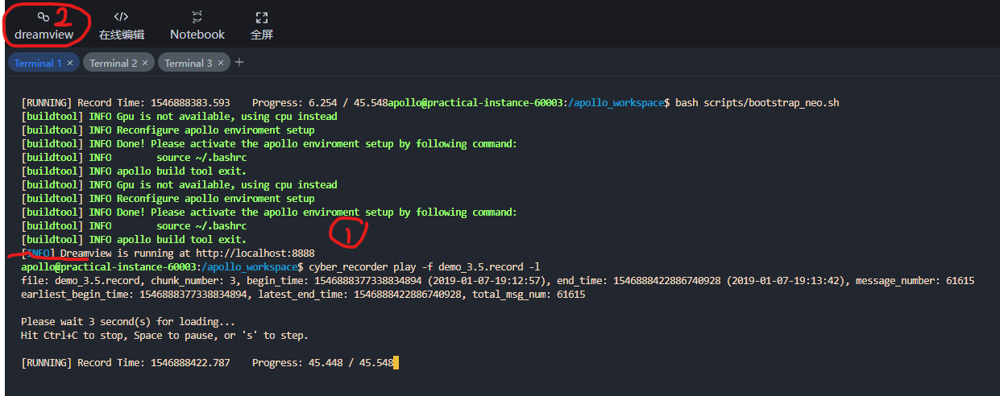 2
dreamview
</>
在线编辑
Notebook
全屏
Terminal 1 × Terminal 2 × Terminal 3 × +
[RUNNING] Record Time: 1546888383.593    Progress: 6.254 / 45.548apollo@practical-instance-60003:/apollo_workspace$ bash scripts/bootstrap_neo.sh
[buildtool] INFO Gpu is not available, using cpu instead
[buildtool] INFO Reconfigure apollo enviroment setup
[buildtool] INFO Done! Please activate the apollo enviroment setup by following command:
[buildtool] INFO        source ~/.bashrc
[buildtool] INFO apollo build tool exit.
[buildtool] INFO Gpu is not available, using cpu instead
[buildtool] INFO Reconfigure apollo enviroment setup
[buildtool] INFO Done! Please activate the apollo enviroment setup by following command:
[buildtool] INFO        source ~/.bashrc
[buildtool] INFO apollo build tool exit.
1
[INFO] Dreamview is running at http://localhost:8888
apollo@practical-instance-60003:/apollo_workspace$ cyber_recorder play -f demo_3.5.record -l
file: demo_3.5.record, chunk_number: 3, begin_time: 1546888377338834894 (2019-01-07-19:12:57), end_time: 1546888422886740928 (2019-01-07-19:13:42), message_number: 61615
earliest_begin_time: 1546888377338834894, latest_end_time: 1546888422886740928, total_msg_num: 61615
Please wait 3 second(s) for loading...
Hit Ctrl+C to stop, Space to pause, or 's' to step.
[RUNNING] Record Time: 1546888422.787    Progress: 45.448 / 45.548